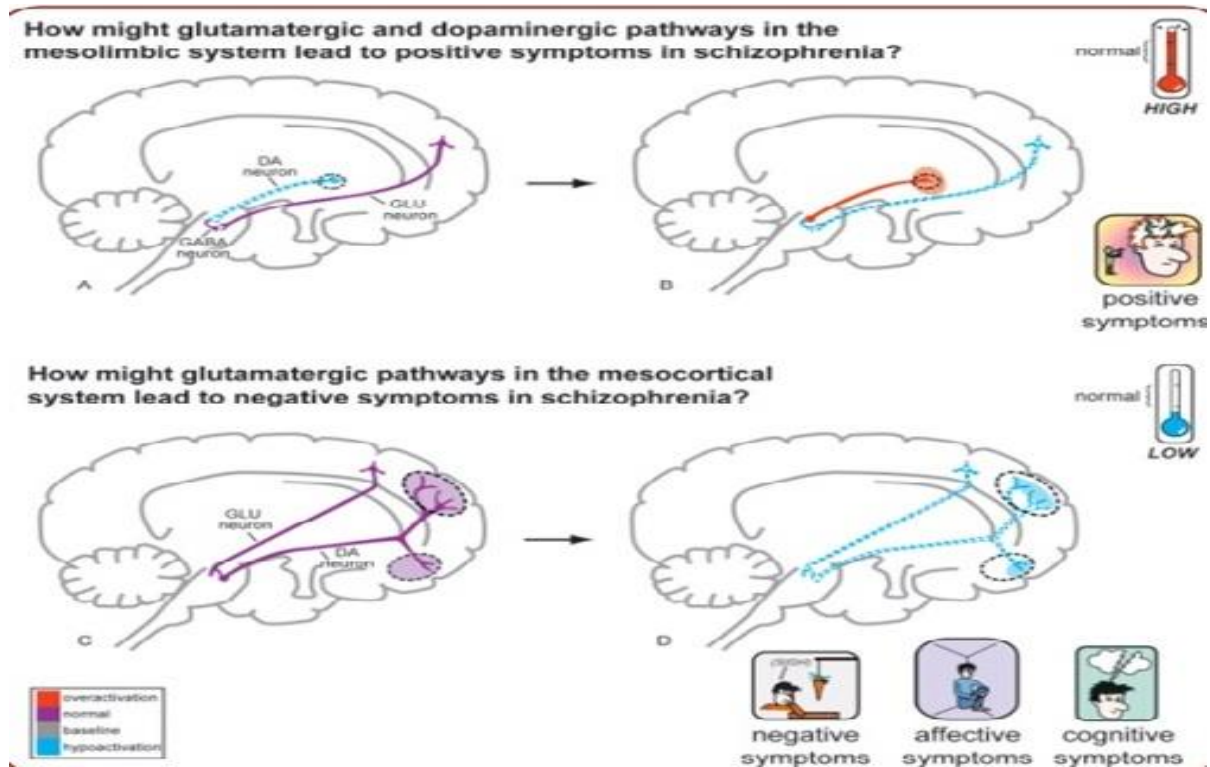 How might glutamatergic and dopaminergic pathways in the
mesolimbic system lead to positive symptoms in schizophrenia?
normal
HIGH
DA
neuron
GLU
neuron
GABA
neuron
A
B
positive
symptoms
How might glutamatergic pathways in the mesocortical
system lead to negative symptoms in schizophrenia?
normal
LOW
GLU
neuron
DA
neuron
C
D
overactivation
normal
baseline
hypoactivation
negative
symptoms
affective
symptoms
cognitive
symptoms